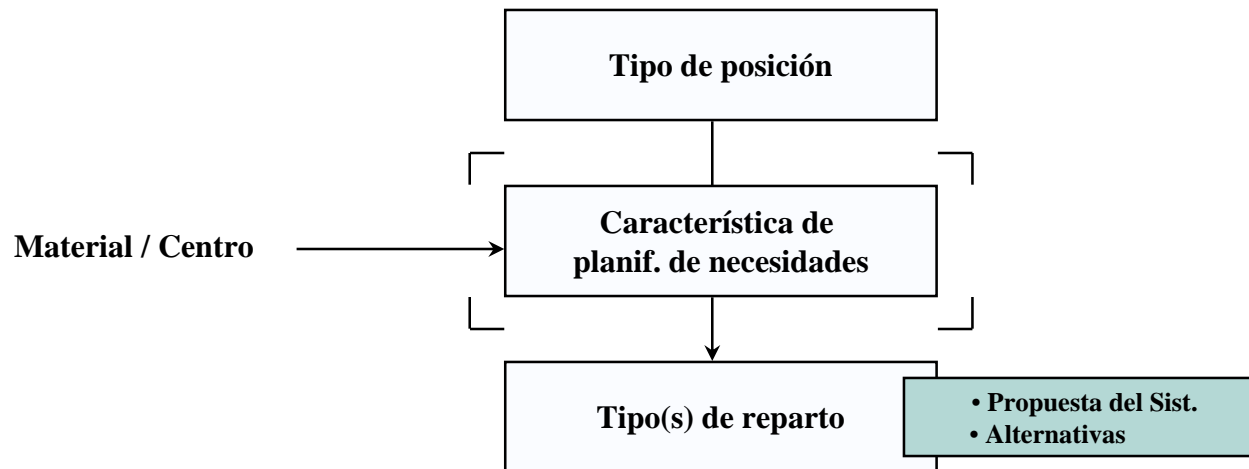 Tipo de posición
Característica de
planif. de necesidades
Material / Centro
Tipo(s) de reparto
• Propuesta del Sist.
• Alternativas